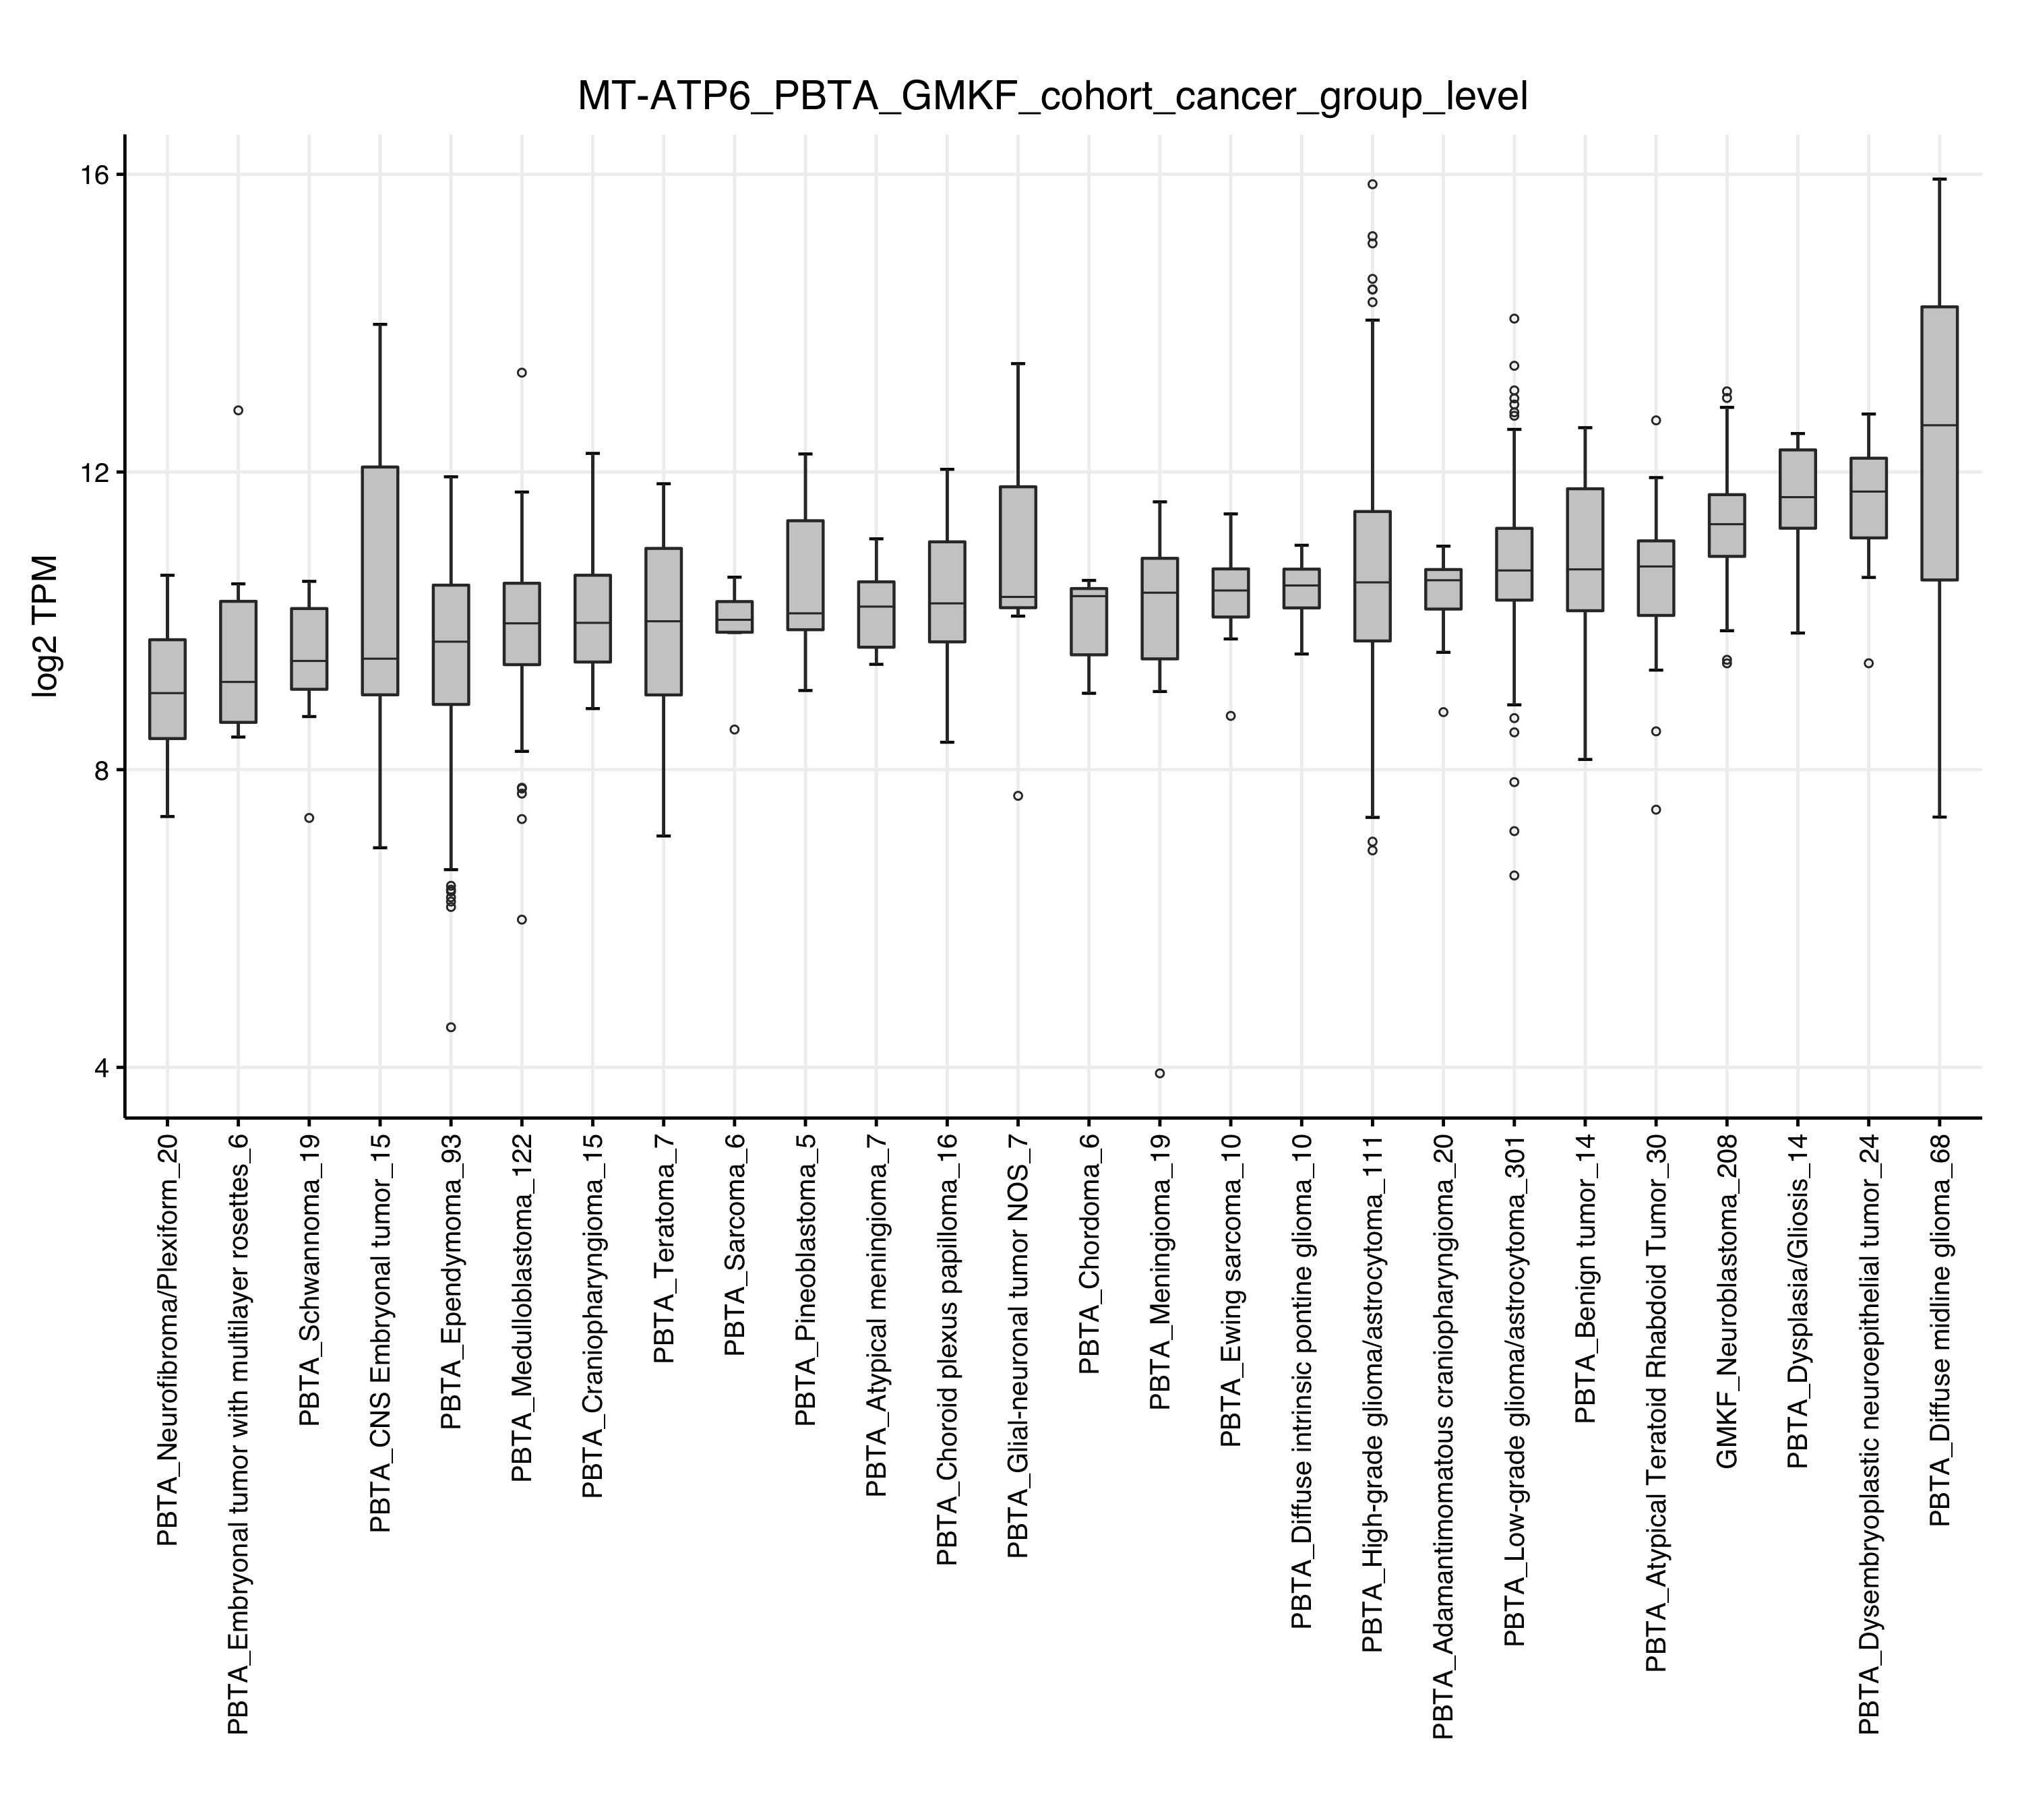 MT-ATP6_PBTA_GMKF_cohort_cancer_group_level
log2 TPM
16
12
8
4
PBTA_Neurofibroma/Plexiform_20
PBTA_Embryonal tumor with multilayer rosettes_6
PBTA_Schwannoma_19
PBTA_CNS Embryonal tumor_15
PBTA_Ependymoma_93
PBTA_Medulloblastoma_122
PBTA_Craniopharyngioma_15
PBTA_Teratoma_7
PBTA_Sarcoma_6
PBTA_Pineoblastoma_5
PBTA_Atypical meningioma_7
PBTA_Choroid plexus papilloma_16
PBTA_Glial-neuronal tumor NOS_7
PBTA_Chordoma_6
PBTA_Meningioma_19
PBTA_Ewing sarcoma_10
PBTA_Diffuse intrinsic pontine glioma_10
PBTA_High-grade glioma/astrocytoma_111
PBTA_Adamantinomatous craniopharyngioma_20
PBTA_Low-grade glioma/astrocytoma_301
PBTA_Benign tumor_14
PBTA_Atypical Teratoid Rhabdoid Tumor_30
GMKF_Neuroblastoma_208
PBTA_Dysplasia/Gliosis_14
PBTA_Dysembryoplastic neuroepithelial tumor_24
PBTA_Diffuse midline glioma_68